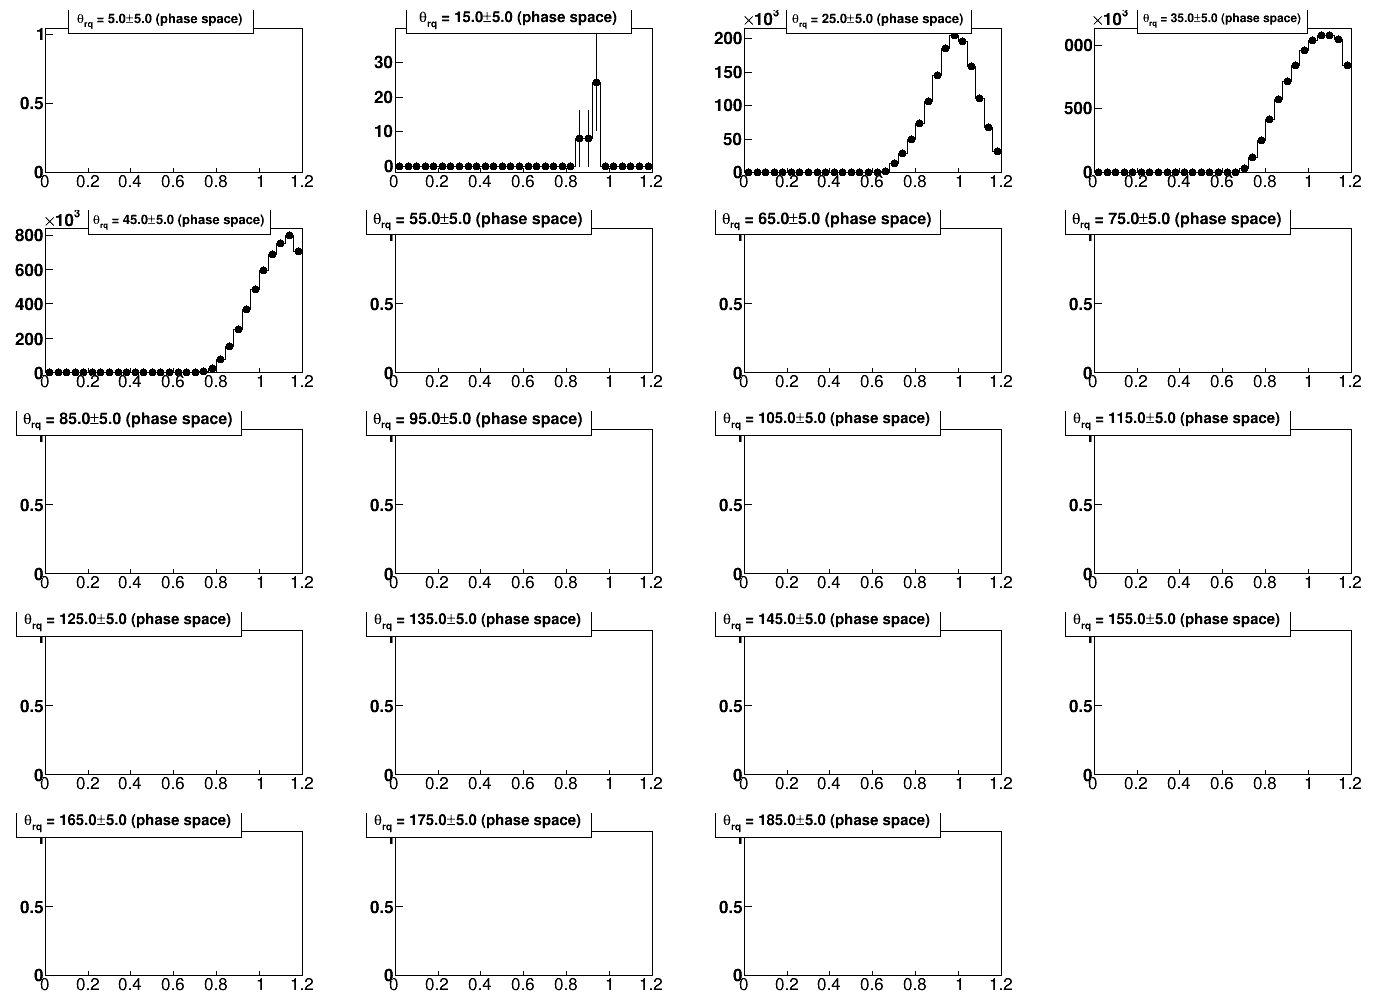 θrq = 5.0±5.0 (phase space)
1
0.5
0
0 0.2 0.4 0.6 0.8 1 1.2
θrq = 15.0±5.0 (phase space)
30
20
10
0
0 0.2 0.4 0.6 0.8 1 1.2
×10³ θrq = 25.0±5.0 (phase space)
200
150
100
50
0
0 0.2 0.4 0.6 0.8 1 1.2
×10³ θrq = 35.0±5.0 (phase space)
000
500
0
0 0.2 0.4 0.6 0.8 1 1.2
×10³ θrq = 45.0±5.0 (phase space)
800
600
400
200
0
0 0.2 0.4 0.6 0.8 1 1.2
θrq = 55.0±5.0 (phase space)
0.5
0
0 0.2 0.4 0.6 0.8 1 1.2
θrq = 65.0±5.0 (phase space)
0.5
0
0 0.2 0.4 0.6 0.8 1 1.2
θrq = 75.0±5.0 (phase space)
0.5
0
0 0.2 0.4 0.6 0.8 1 1.2
θrq = 85.0±5.0 (phase space)
0.5
0
0 0.2 0.4 0.6 0.8 1 1.2
θrq = 95.0±5.0 (phase space)
0.5
0
0 0.2 0.4 0.6 0.8 1 1.2
θrq = 105.0±5.0 (phase space)
0.5
0
0 0.2 0.4 0.6 0.8 1 1.2
θrq = 115.0±5.0 (phase space)
0.5
0
0 0.2 0.4 0.6 0.8 1 1.2
θrq = 125.0±5.0 (phase space)
0.5
0
0 0.2 0.4 0.6 0.8 1 1.2
θrq = 135.0±5.0 (phase space)
0.5
0
0 0.2 0.4 0.6 0.8 1 1.2
θrq = 145.0±5.0 (phase space)
0.5
0
0 0.2 0.4 0.6 0.8 1 1.2
θrq = 155.0±5.0 (phase space)
0.5
0
0 0.2 0.4 0.6 0.8 1 1.2
θrq = 165.0±5.0 (phase space)
0.5
0
0 0.2 0.4 0.6 0.8 1 1.2
θrq = 175.0±5.0 (phase space)
0.5
0
0 0.2 0.4 0.6 0.8 1 1.2
θrq = 185.0±5.0 (phase space)
0.5
0
0 0.2 0.4 0.6 0.8 1 1.2